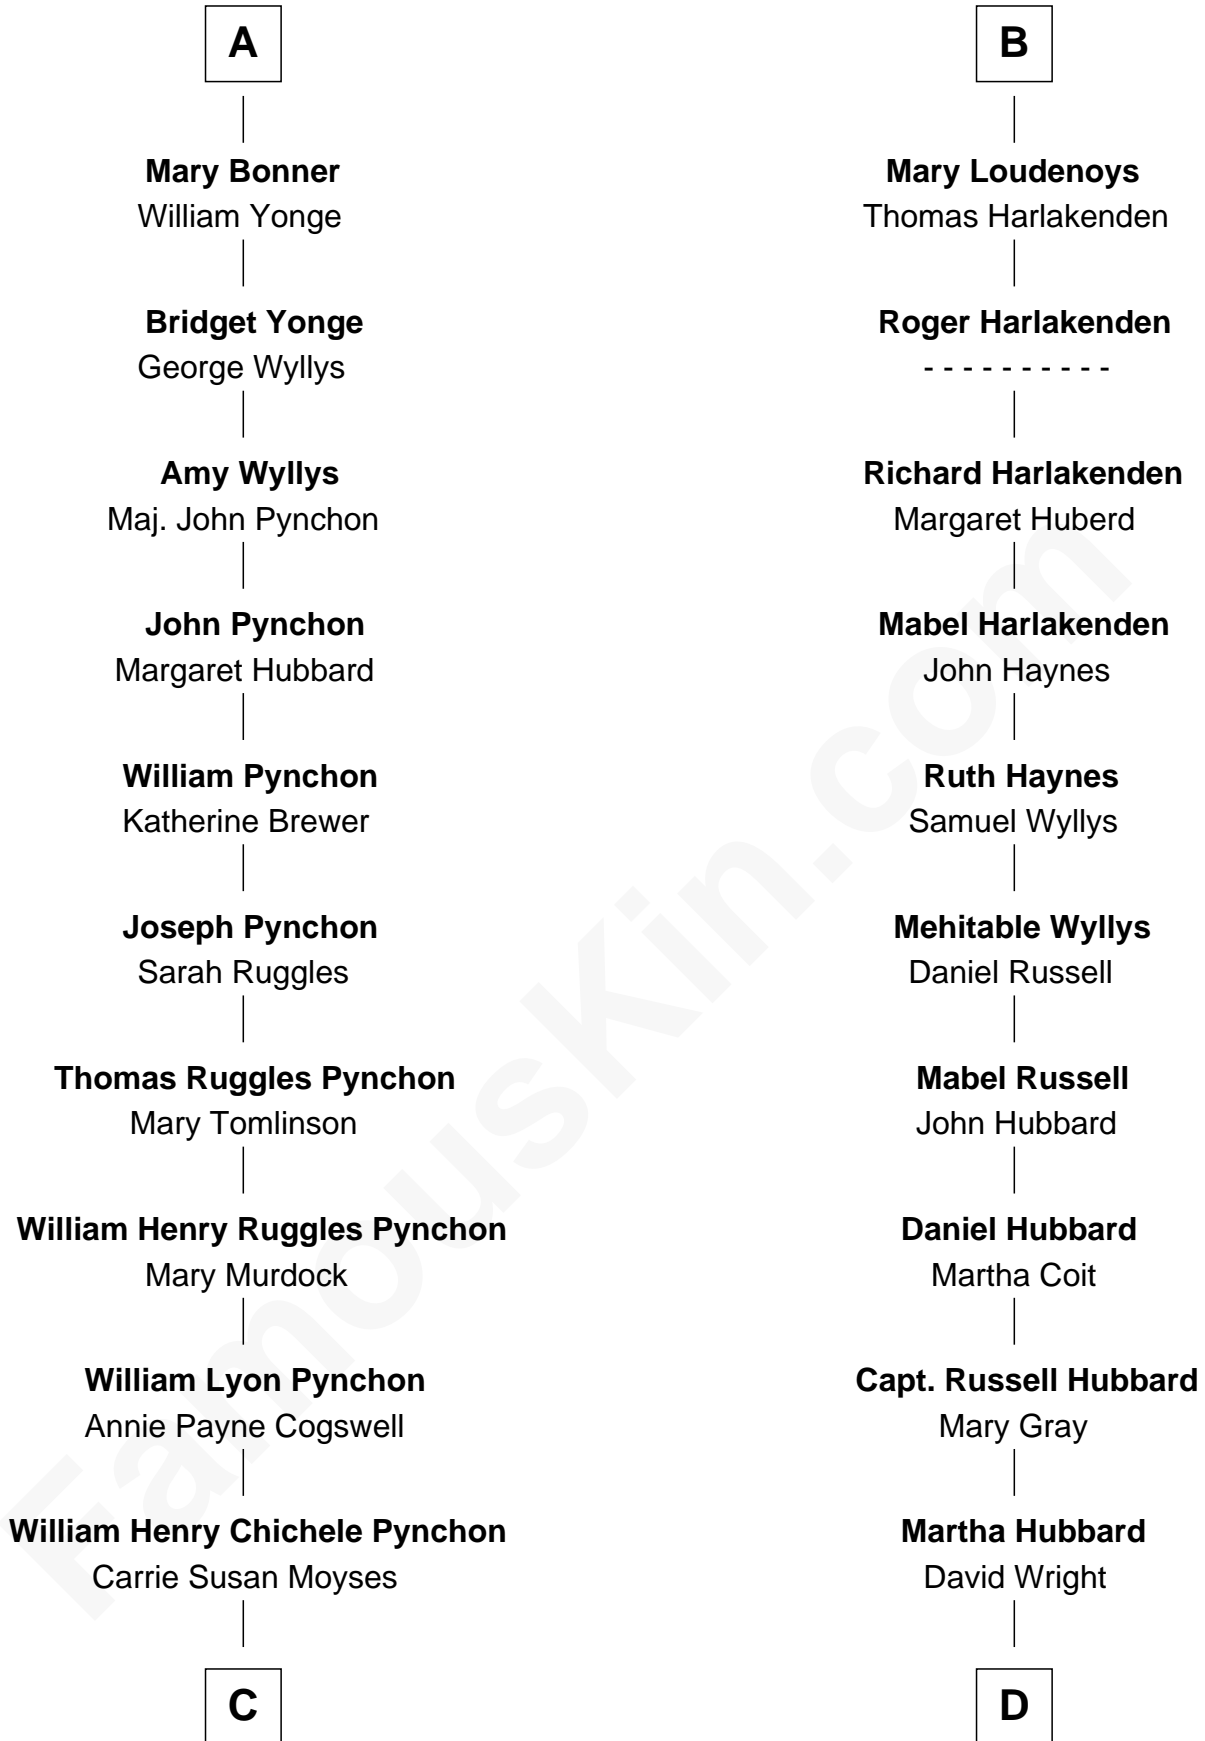 A
Mary Bonner
William Yonge
Bridget Yonge
George Wyllys
Amy Wyllys
Maj. John Pynchon
John Pynchon
Margaret Hubbard
William Pynchon
Katherine Brewer
Joseph Pynchon
Sarah Ruggles
Thomas Ruggles Pynchon
Mary Tomlinson
William Henry Ruggles Pynchon
Mary Murdock
William Lyon Pynchon
Annie Payne Cogswell
William Henry Chichele Pynchon
Carrie Susan Moyses
C
B
Mary Loudenoys
Thomas Harlakenden
Roger Harlakenden
- - - - - - - - - -
Richard Harlakenden
Margaret Huberd
Mabel Harlakenden
John Haynes
Ruth Haynes
Samuel Wyllys
Mehitable Wyllys
Daniel Russell
Mabel Russell
John Hubbard
Daniel Hubbard
Martha Coit
Capt. Russell Hubbard
Mary Gray
Martha Hubbard
David Wright
D
FamousKin.com